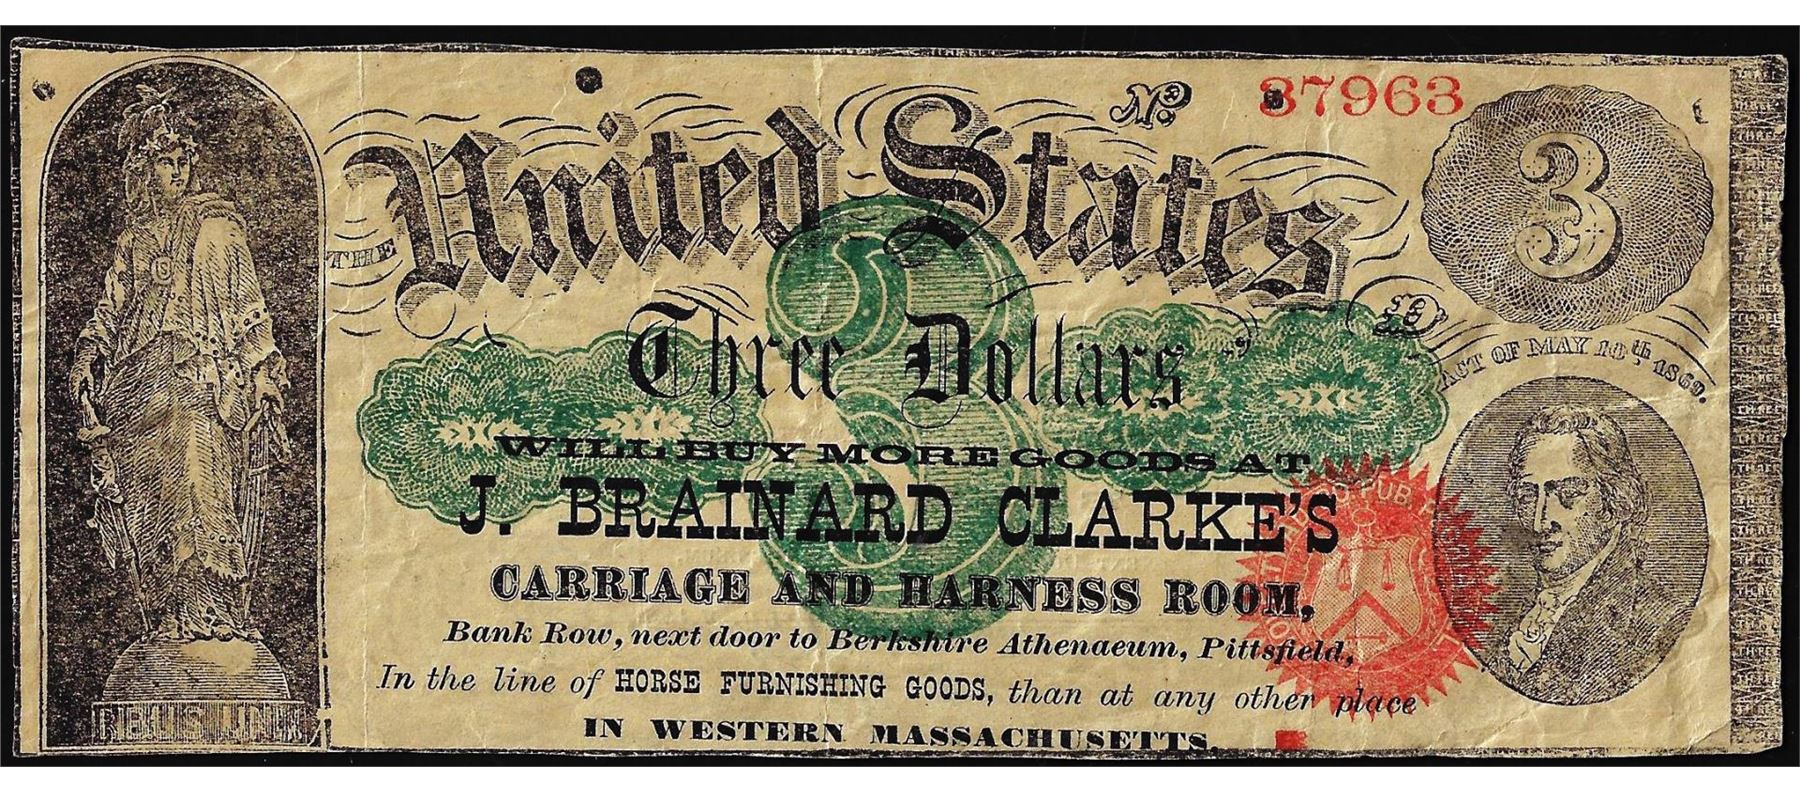 No. 37963
THE United States
3
Three Dollars
ACT OF MAY 10th 1862.
WILL BUY MORE GOODS AT
J. BRAINARD CLARKE'S
CARRIAGE AND HARNESS ROOM,
Bank Row, next door to Berkshire Athenaeum, Pittsfield,
In the line of HORSE FURNISHING GOODS, than at any other place
IN WESTERN MASSACHUSETTS.
THREE